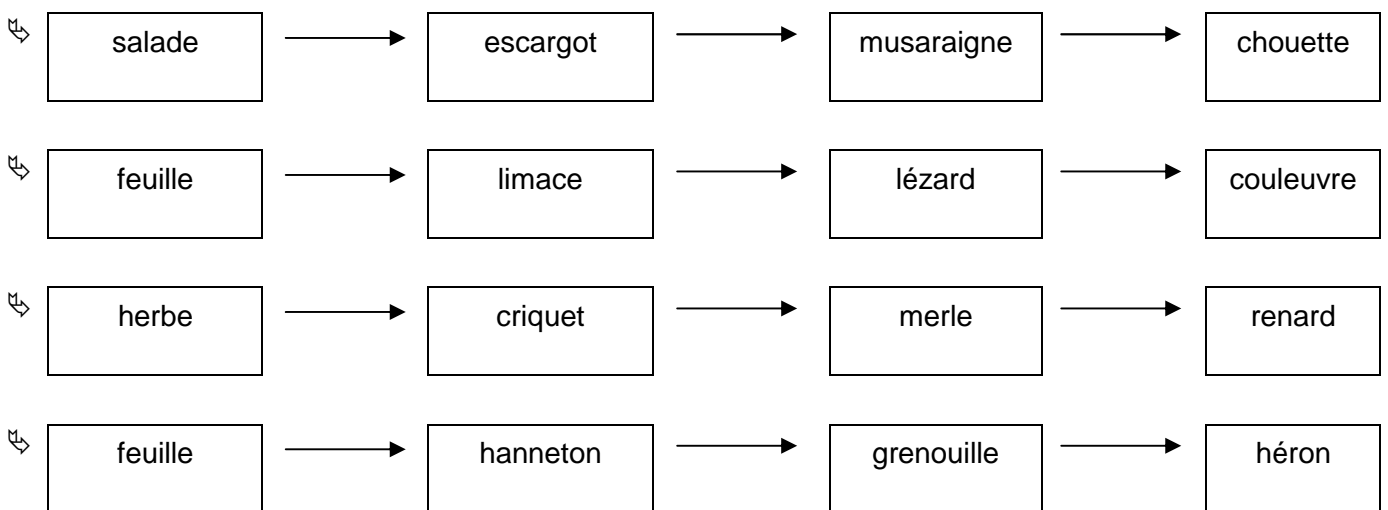 salade escargot musaraigne chouette
feuille limace lézard couleuvre
herbe criquet merle renard
feuille hanneton grenouille héron